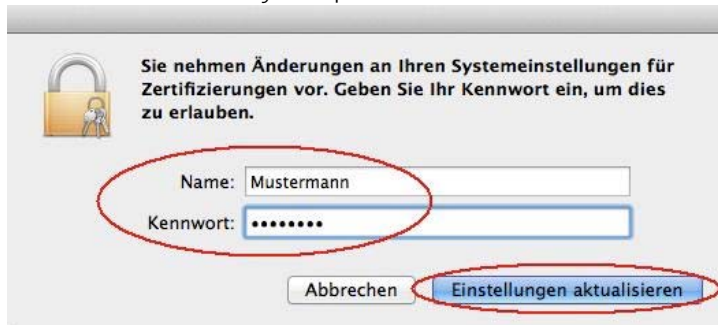 Sie nehmen Änderungen an Ihren Systemeinstellungen für
Zertifizierungen vor. Geben Sie Ihr Kennwort ein, um dies
zu erlauben.
Name: Mustermann
Kennwort: ••••••••
Abbrechen Einstellungen aktualisieren